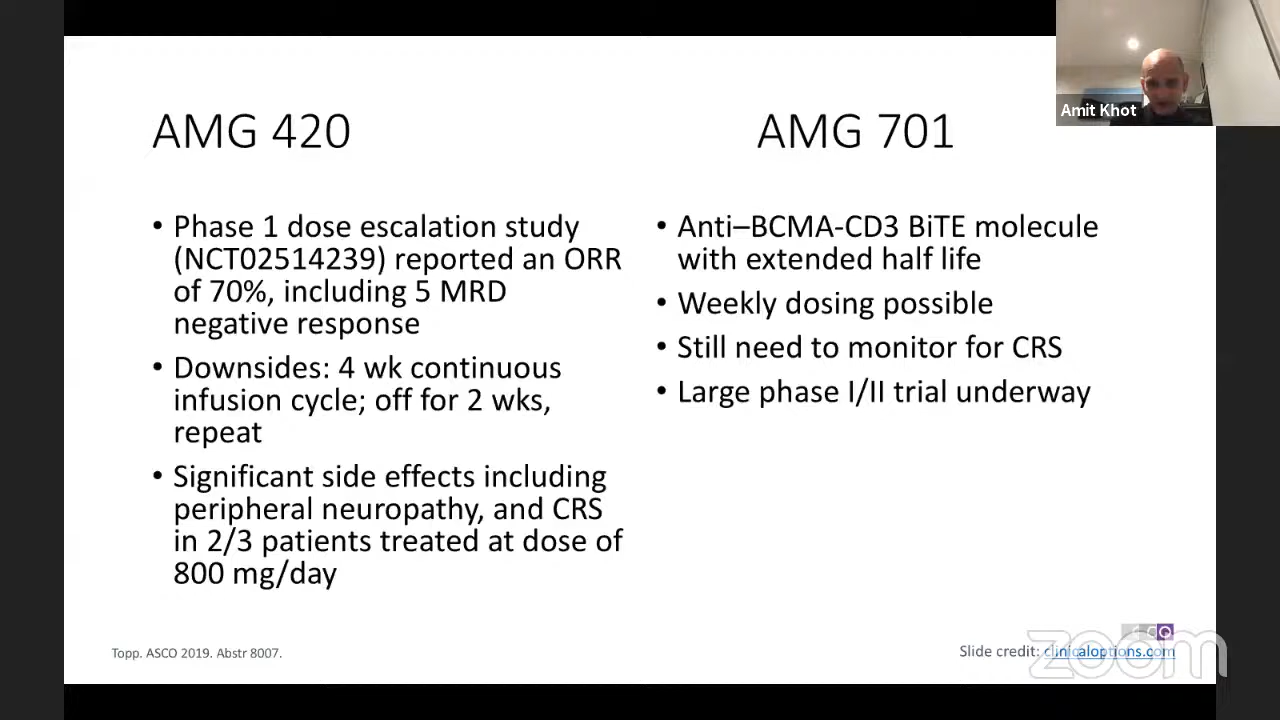 Amit Khot
AMG 420
• Phase 1 dose escalation study
(NCT02514239) reported an ORR
of 70%, including 5 MRD
negative response
• Downsides: 4 wk continuous
infusion cycle; off for 2 wks,
repeat
• Significant side effects including
peripheral neuropathy, and CRS
in 2/3 patients treated at dose of
800 mg/day
AMG 701
• Anti–BCMA-CD3 BiTE molecule
with extended half life
• Weekly dosing possible
• Still need to monitor for CRS
• Large phase I/II trial underway
Topp. ASCO 2019. Abstr 8007.
Slide credit: clinicaloptions.com
zoom